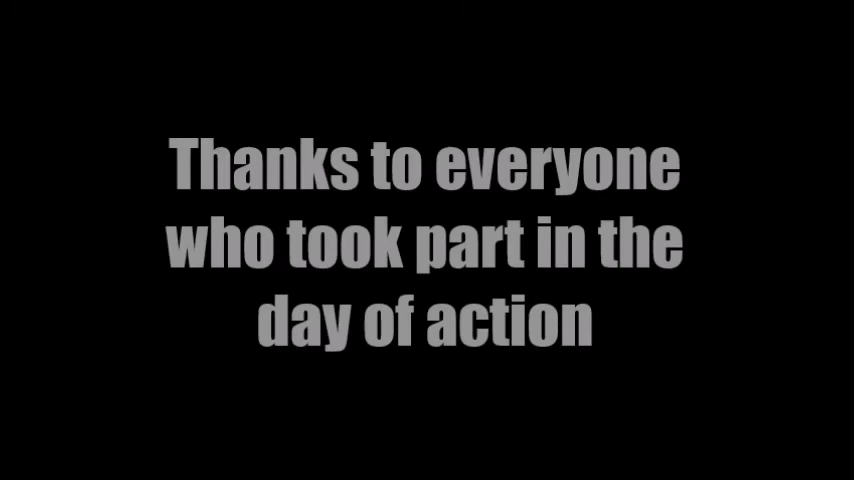 Thanks to everyone
who took part in the
day of action